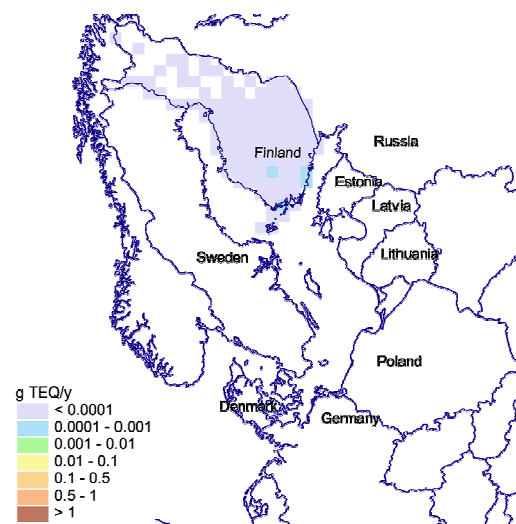 Russia
Finland
Estonia
Latvia
Lithuania
Sweden
Poland
g TEQ/y
< 0.0001
0.0001 - 0.001
0.001 - 0.01
0.01 - 0.1
0.1 - 0.5
0.5 - 1
> 1
Denmark
Germany